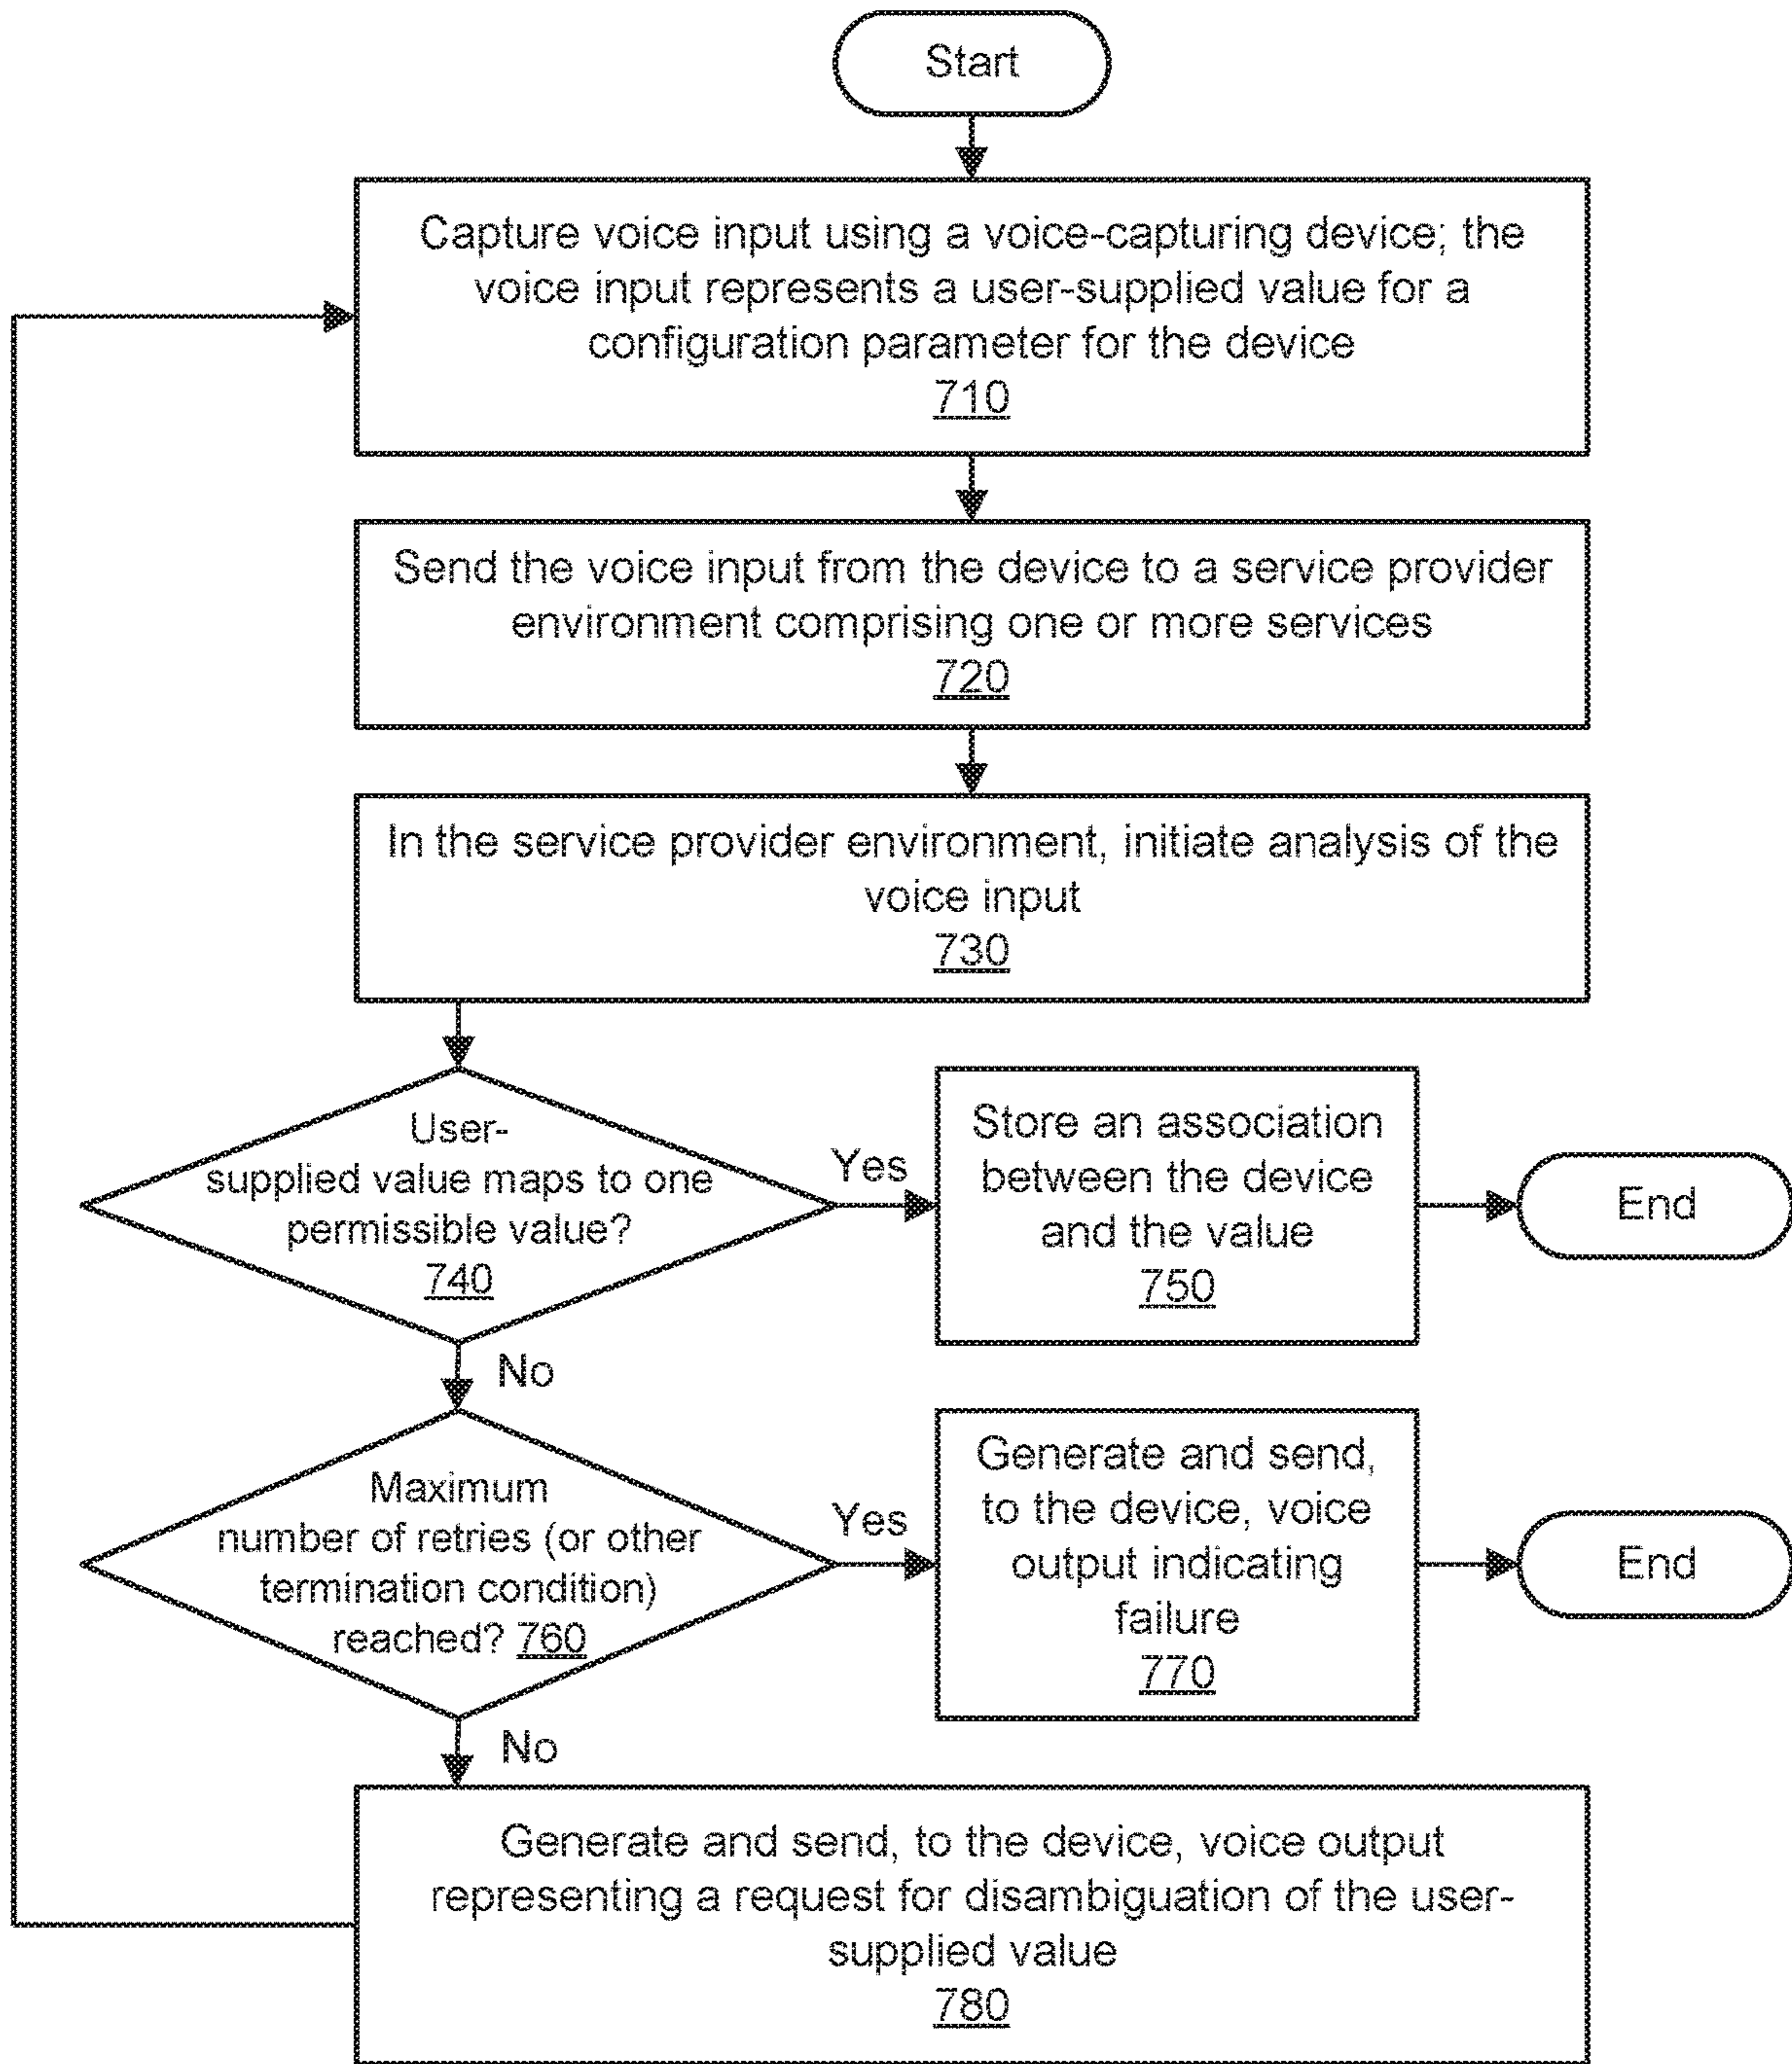 Start
Capture voice input using a voice-capturing device; the
voice input represents a user-supplied value for a
configuration parameter for the device
710
Send the voice input from the device to a service provider
environment comprising one or more services
720
In the service provider environment, initiate analysis of the
voice input
730
User-
supplied value maps to one
permissible value?
740
Yes
Store an association
between the device
and the value
750
End
No
Maximum
number of retries (or other
termination condition)
reached? 760
Yes
Generate and send,
to the device, voice
output indicating
failure
770
End
No
Generate and send, to the device, voice output
representing a request for disambiguation of the user-
supplied value
780